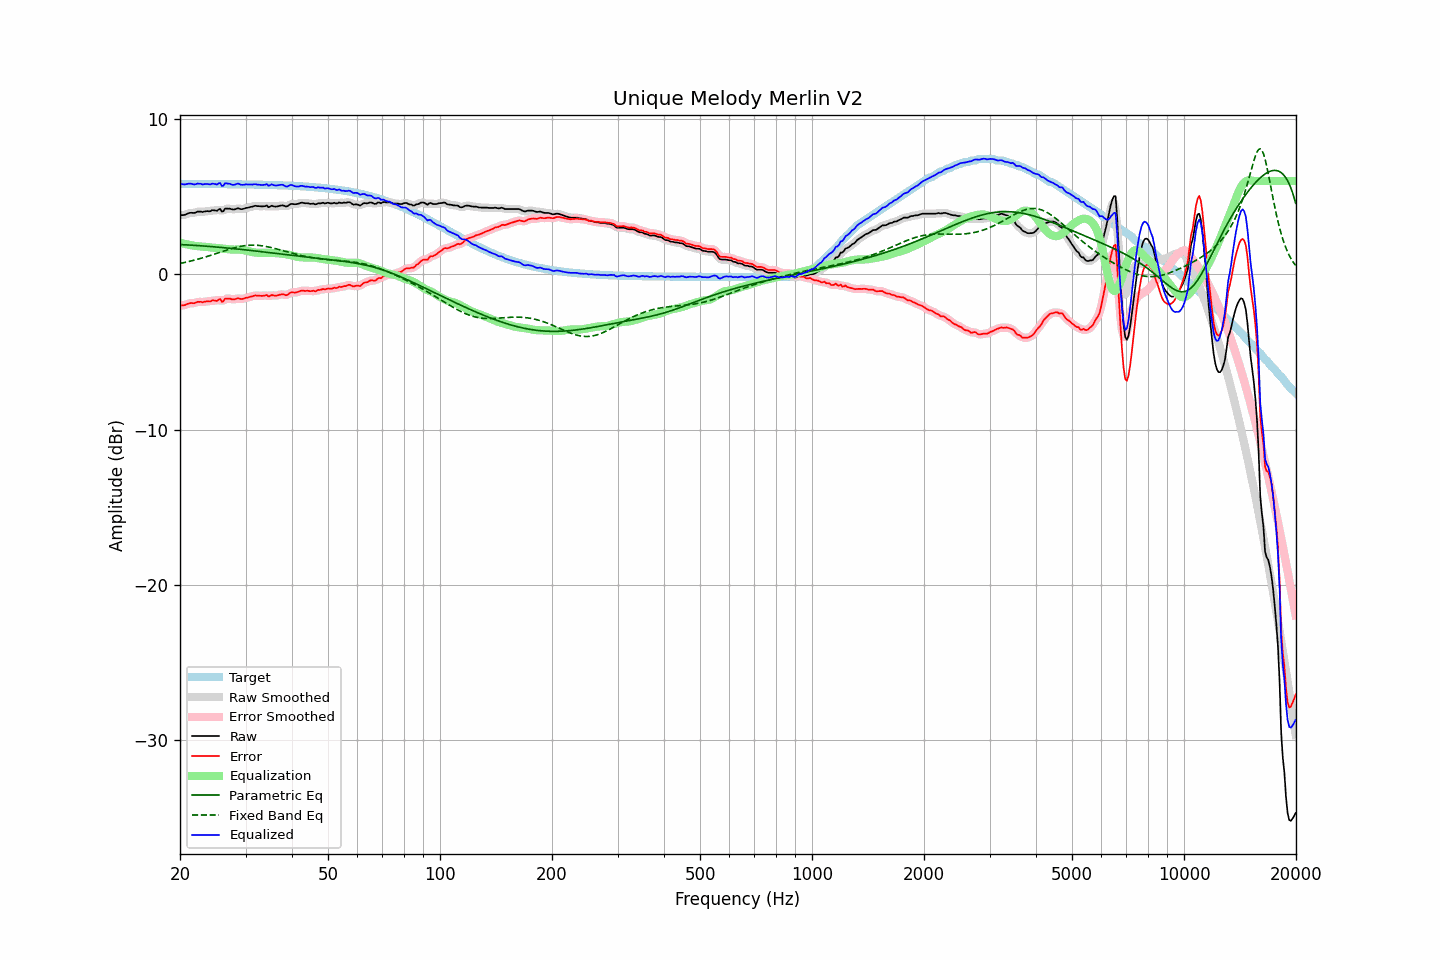 Unique Melody Merlin V2
10
0
−10
−20
−30
Amplitude (dBr)
20
50
100
200
500
1000
2000
5000
10000
20000
Frequency (Hz)
Target
Raw Smoothed
Error Smoothed
Raw
Error
Equalization
Parametric Eq
Fixed Band Eq
Equalized